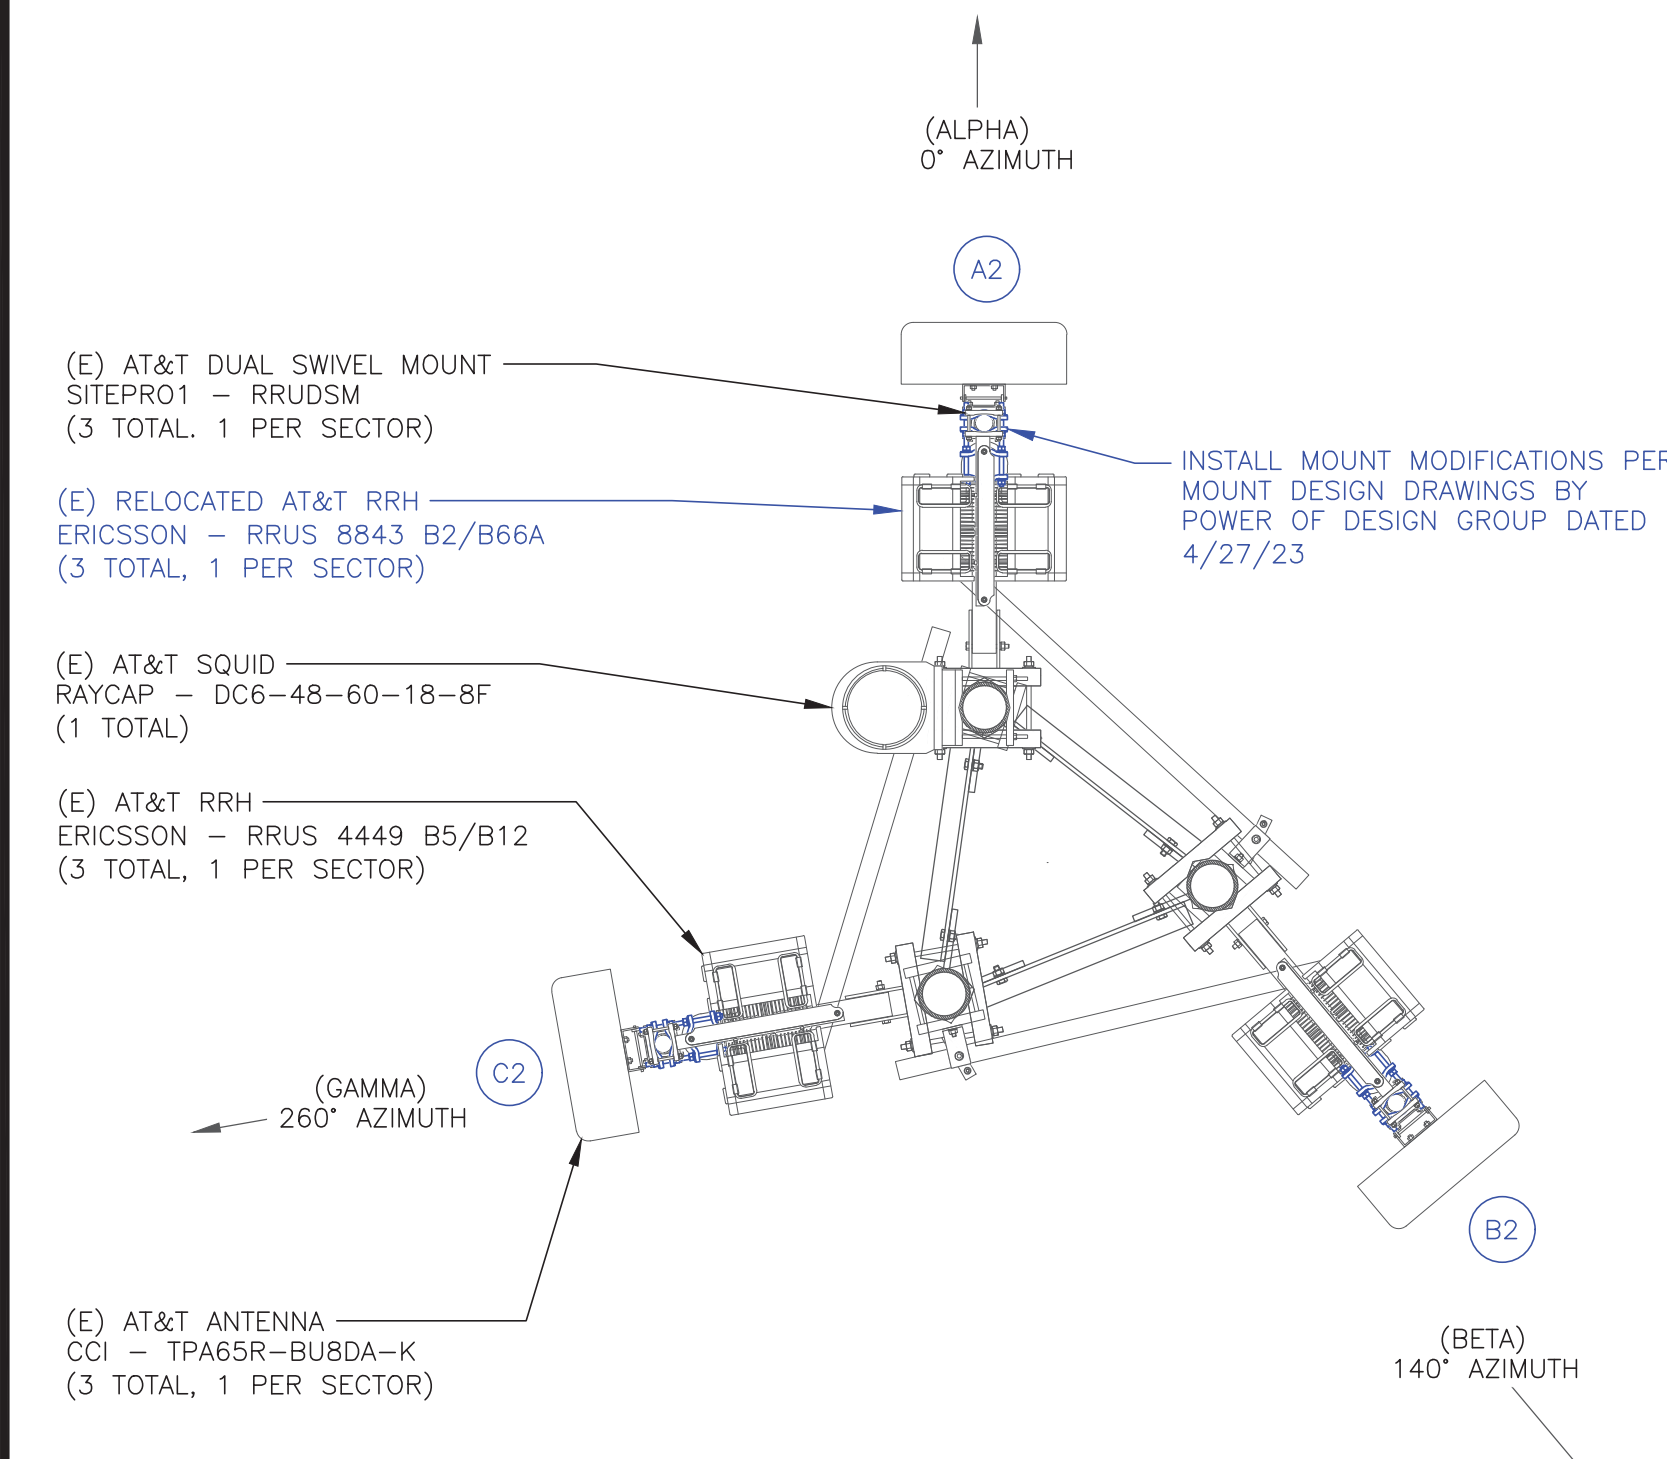 (ALPHA)
0° AZIMUTH
A2
(E) AT&T DUAL SWIVEL MOUNT
SITEPRO1 – RRUDSM
(3 TOTAL. 1 PER SECTOR)
INSTALL MOUNT MODIFICATIONS PER
MOUNT DESIGN DRAWINGS BY
POWER OF DESIGN GROUP DATED
4/27/23
(E) RELOCATED AT&T RRH
ERICSSON – RRUS 8843 B2/B66A
(3 TOTAL, 1 PER SECTOR)
(E) AT&T SQUID
RAYCAP – DC6–48–60–18–8F
(1 TOTAL)
(E) AT&T RRH
ERICSSON – RRUS 4449 B5/B12
(3 TOTAL, 1 PER SECTOR)
C2
(GAMMA)
260° AZIMUTH
B2
(E) AT&T ANTENNA
CCI – TPA65R–BU8DA–K
(3 TOTAL, 1 PER SECTOR)
(BETA)
140° AZIMUTH